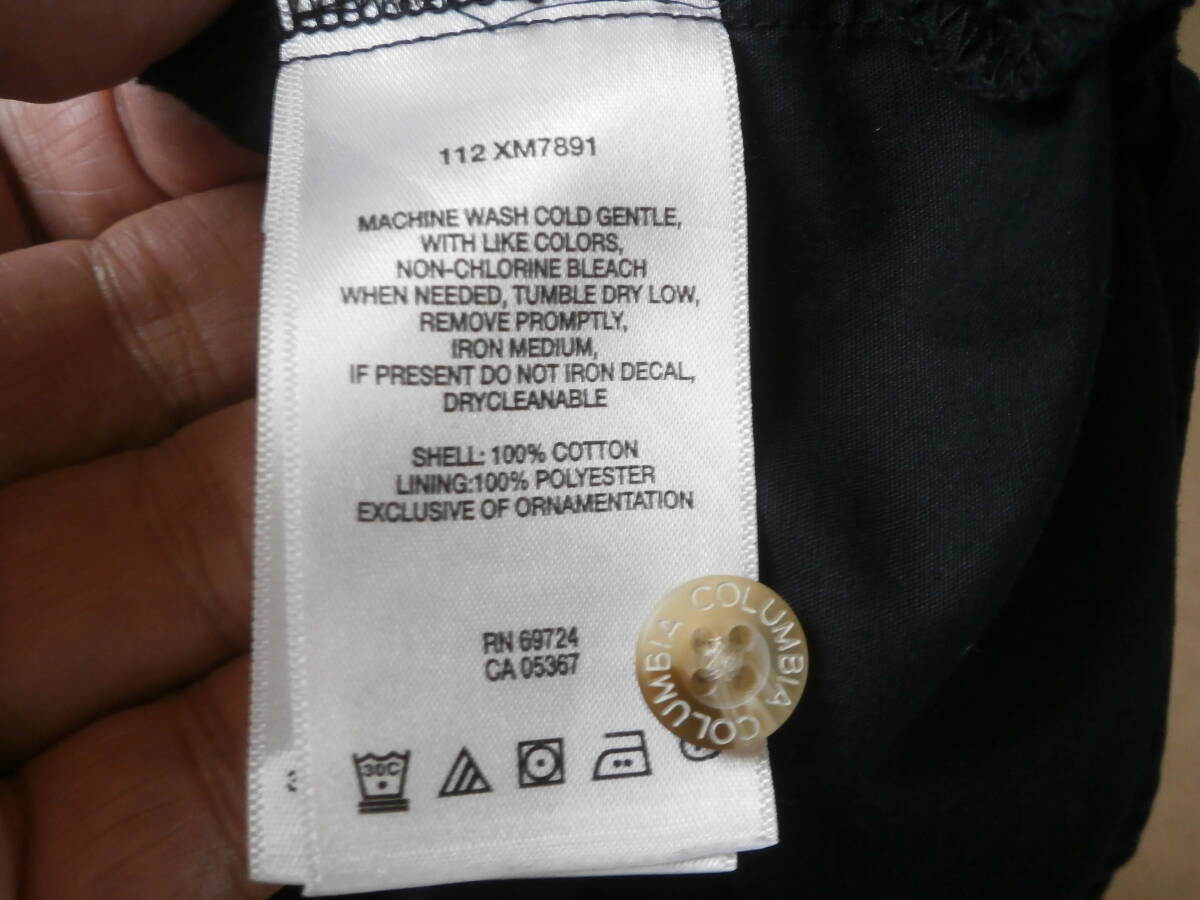 112 XM7891
MACHINE WASH COLD GENTLE,
WITH LIKE COLORS,
NON-CHLORINE BLEACH
WHEN NEEDED, TUMBLE DRY LOW,
REMOVE PROMPTLY,
IRON MEDIUM,
IF PRESENT DO NOT IRON DECAL,
DRYCLEANABLE
SHELL: 100% COTTON
LINING:100% POLYESTER
EXCLUSIVE OF ORNAMENTATION
RN 69724
CA 05367
COLUMBIA
COLUMBIA
30C